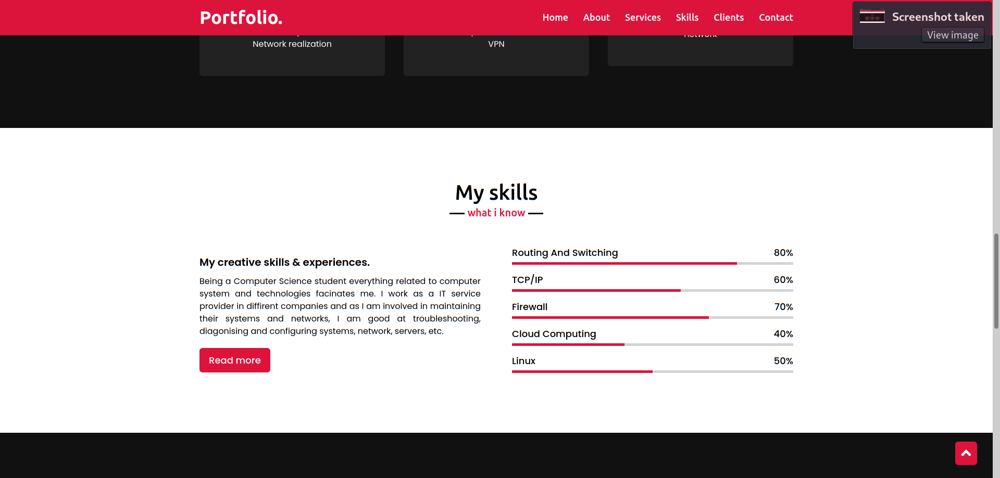 Portfolio.
Home About Services Skills Clients Contact
Screenshot taken
View image
Network realization
VPN
network
My skills
what i know
My creative skills & experiences.
Being a Computer Science student everything related to computer
system and technologies facinates me. I work as a IT service
provider in diffirent companies and as I am involved in maintaining
their systems and networks, I am good at troubleshooting,
diagonising and configuring systems, network, servers, etc.
Read more
Routing And Switching 80%
TCP/IP 60%
Firewall 70%
Cloud Computing 40%
Linux 50%